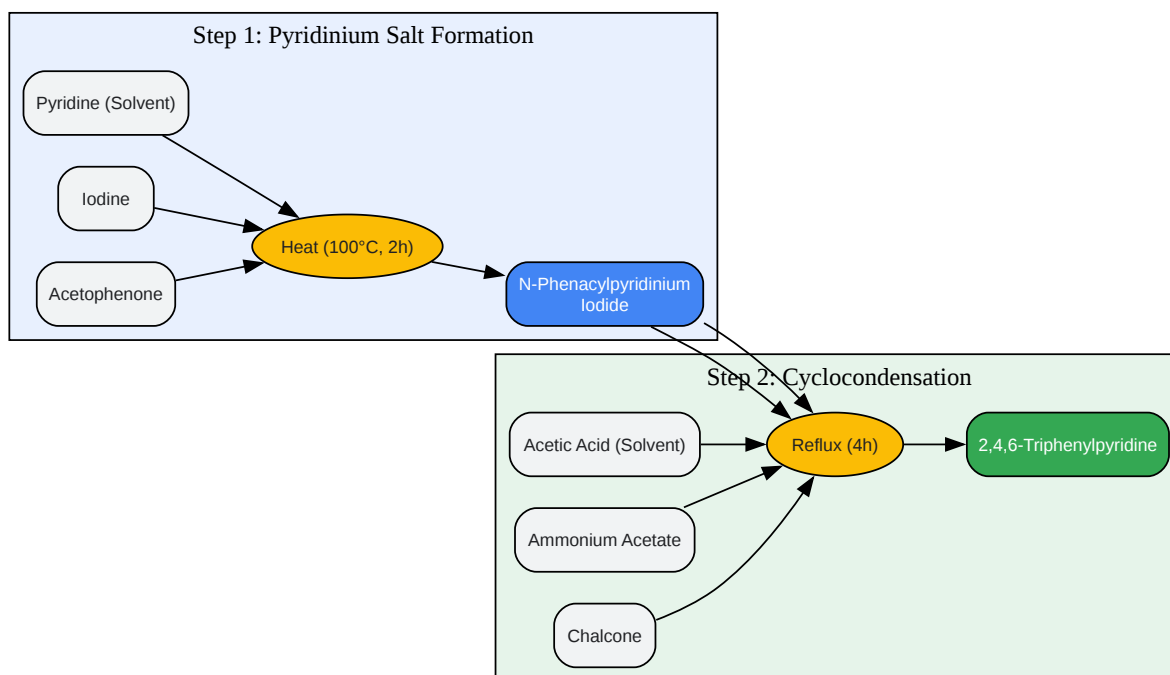 Step 1: Pyridinium Salt Formation
Pyridine (Solvent)
Iodine
Heat (100°C, 2h)
Acetophenone
N-Phenacylpyridinium
Iodide
Step 2: Cyclocondensation
Acetic Acid (Solvent)
Reflux (4h)
2,4,6-Triphenylpyridine
Ammonium Acetate
Chalcone